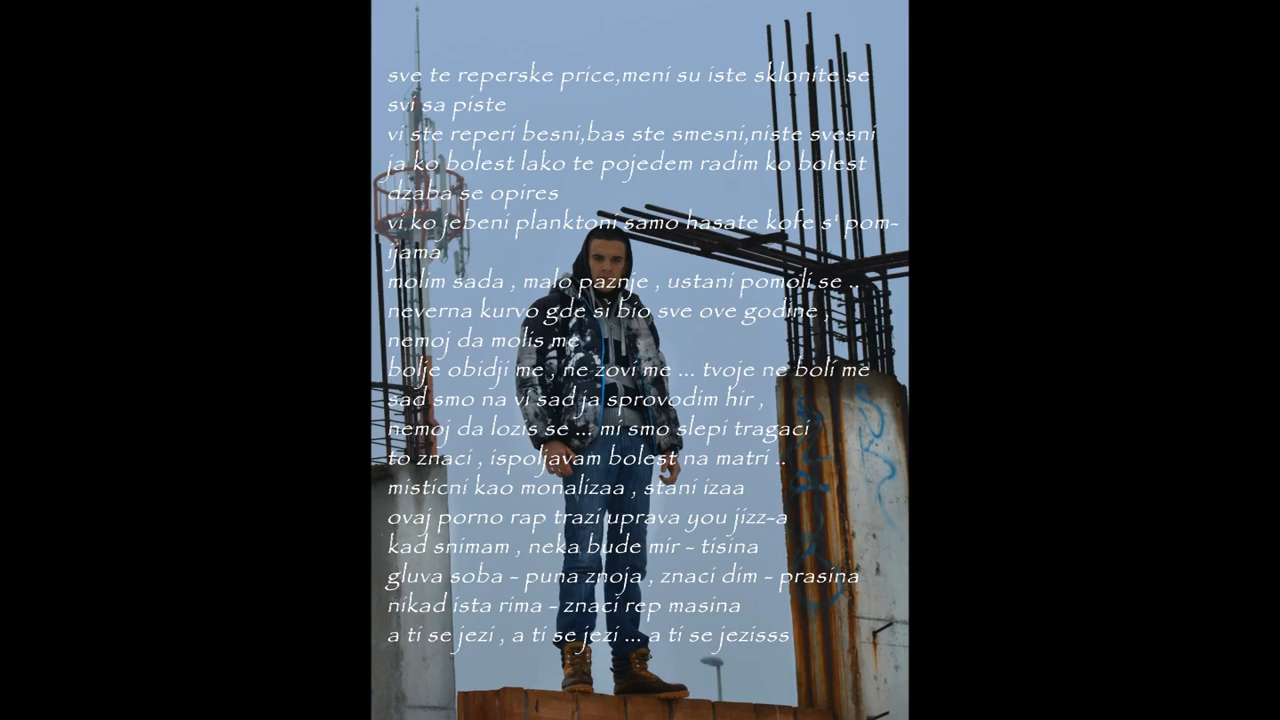 sve te reperske price,meni su iste sklonite se
svi sa piste
vi ste reperi besni,bas ste smesni,niste svesni
ja ko bolest lako te pojedem radim ko bolest
dzaba se opires
vi ko jebeni planktoni samo hasate kofe s' pom-
ijama
molim sada , malo paznje , ustani pomoli se ..
neverna kurvo gde si bio sve ove godine ,
nemoj da molis me
bolje obidji me , ne zovi me ... tvoje ne boli me
sad smo na vi sad ja sprovodim hir ,
nemoj da lozis se ... mi smo slepi tragaci
to znaci , ispoljavam bolest na matri ..
misticni kao monalizaa , stani izaa
ovaj porno rap trazi uprava you jizz-a
kad snimam , neka bude mir - tisina
gluva soba - puna znoja , znaci dim - prasina
nikad ista rima - znaci rep masina
a ti se jezi , a ti se jezi ... a ti se jezisss